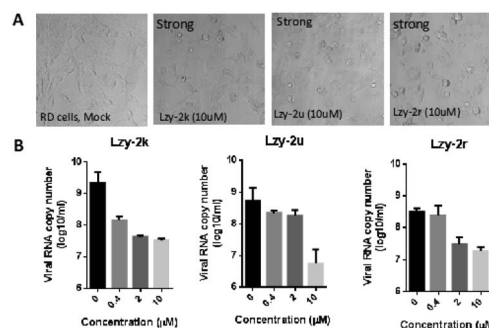 A
Strong
Strong
strong
RD cells, Mock
Lzy-2k (10uM)
Lzy-2u (10uM)
Lzy-2r (10uM)
B
Lzy-2k
Lzy-2u
Lzy-2r
Viral RNA copy number
(log10/ml)
10
9
8
7
6
0
0.4
2
10
Concentration (μM)
Viral RNA copy number
(log10/ml)
10
9
8
7
6
0
0.4
2
10
Concentration (μM)
Viral RNA copy number
(log10/ml)
10
9
8
7
6
0
0.4
2
10
Concentration (μM)